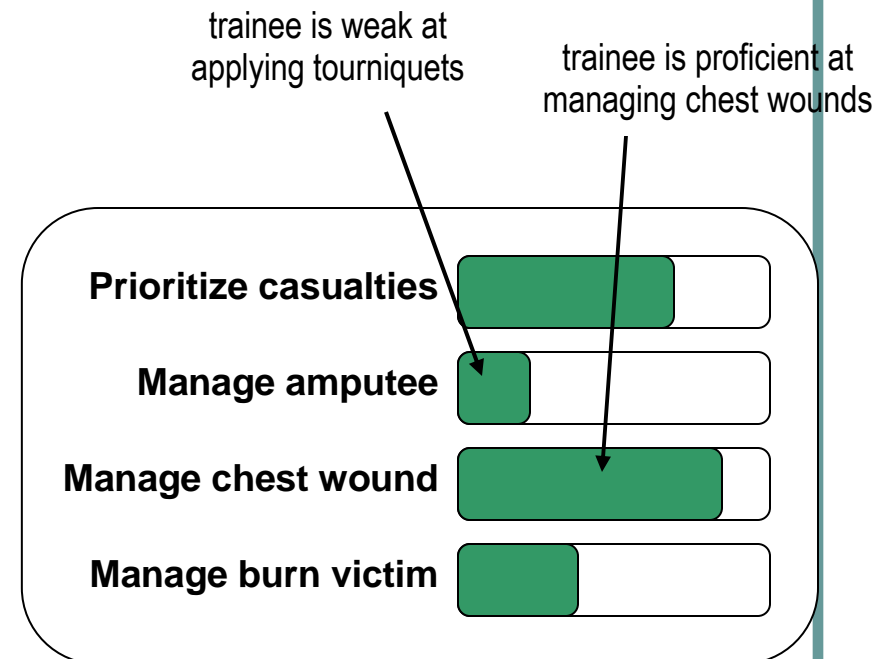 trainee is weak at
applying tourniquets
trainee is proficient at
managing chest wounds
Prioritize casualties
Manage amputee
Manage chest wound
Manage burn victim